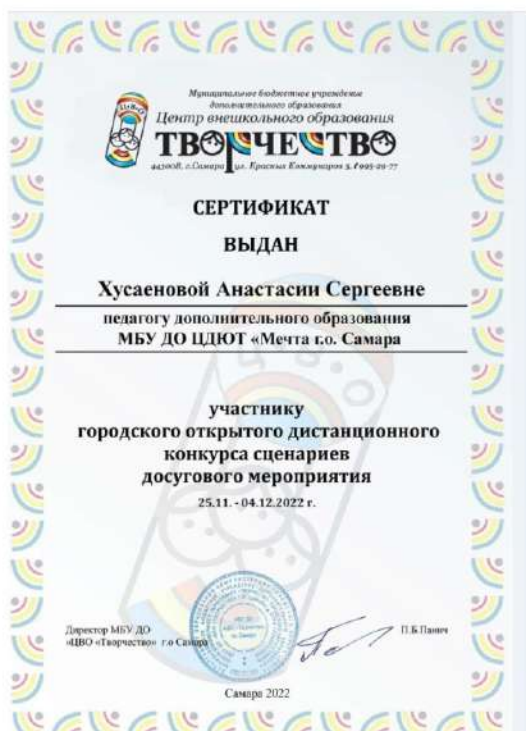 Муниципальное бюджетное учреждение
дополнительного образования
Центр внешкольного образования
ТВОРЧЕСТВО
443008, г.Самара ул. Красных Коммунаров 5, т 995-29-77
СЕРТИФИКАТ
ВЫДАН
Хусаеновой Анастасии Сергеевне
педагогу дополнительного образования
МБУ ДО ЦДЮТ «Мечта г.о. Самара
участнику
городского открытого дистанционного
конкурса сценариев
досугового мероприятия
25.11. - 04.12.2022 г.
Директор МБУ ДО
«ЦВО «Творчество» г.о Самара
П.Б.Панич
Самара 2022